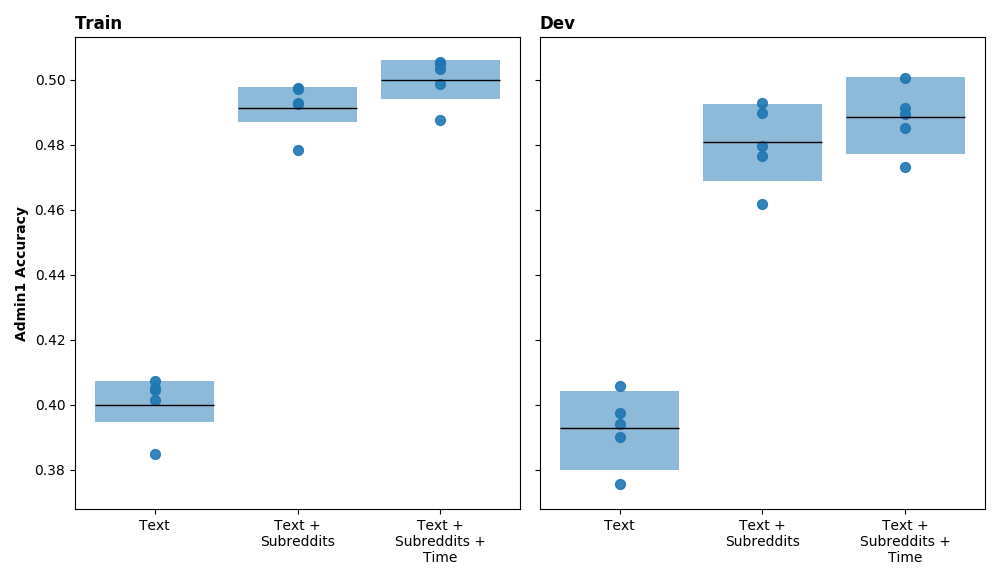 Train
Dev
Admin1 Accuracy
0.50
0.48
0.46
0.44
0.42
0.40
0.38
Text
Text +
Subreddits
Text +
Subreddits +
Time
Text
Text +
Subreddits
Text +
Subreddits +
Time